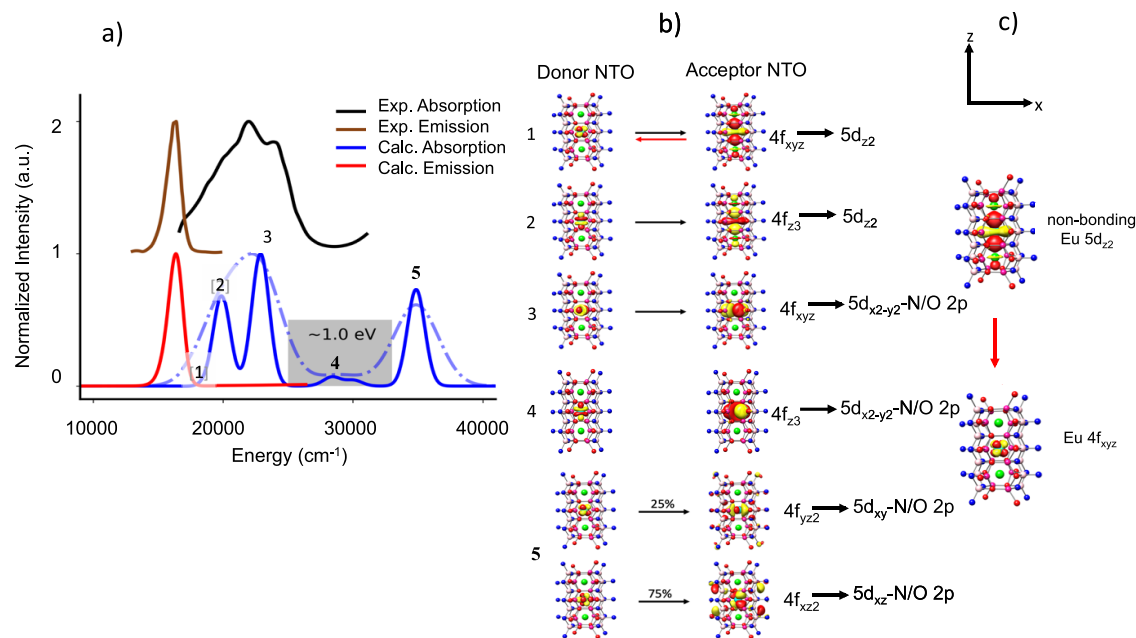 a)
b)
c)
Normalized Intensity (a.u.)
2
1
0
Exp. Absorption
Exp. Emission
Calc. Absorption
Calc. Emission
[1]
[2]
3
~1.0 eV
4
5
10000 20000 30000 40000
Energy (cm-1)
Donor NTO Acceptor NTO
1 4fxyz 5dz2
2 4fz3 5dz2
3 4fxyz 5dx2-y2-N/O 2p
4 4fz3 5dx2-y2-N/O 2p
5
25% 4fyz2 5dxy-N/O 2p
75% 4fxz2 5dxz-N/O 2p
z
x
non-bonding
Eu 5dz2
Eu 4fxyz